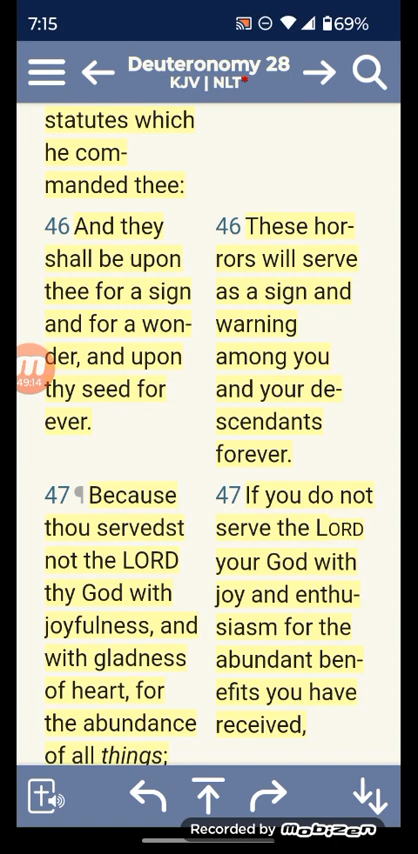 7:15
69%
Deuteronomy 28
KJV | NLT*
statutes which
he com-
manded thee:
46 And they
shall be upon
thee for a sign
and for a won-
der, and upon
thy seed for
ever.
46 These hor-
rors will serve
as a sign and
warning
among you
and your de-
scendants
forever.
47 ¶ Because
thou servedst
not the LORD
thy God with
joyfulness, and
with gladness
of heart, for
the abundance
of all things;
47 If you do not
serve the LORD
your God with
joy and enthu-
siasm for the
abundant ben-
efits you have
received,
m
49:14
Recorded by mobizen